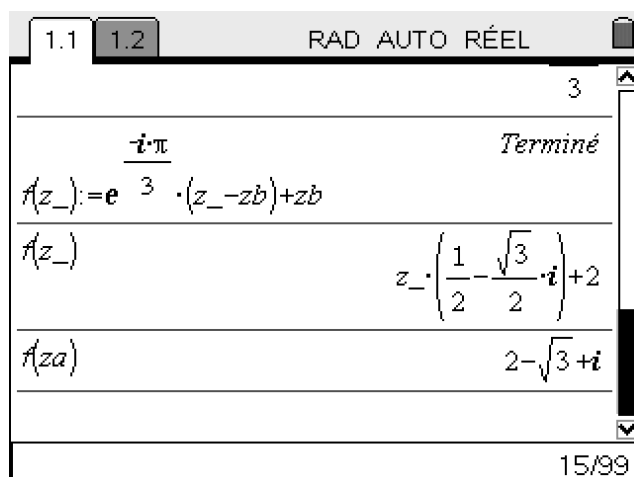 1.1 1.2 RAD AUTO RÉEL
3
f(z_):=e^(-i·π/3)·(z_-zb)+zb Terminé
f(z_) z_·(1/2-√3/2·i)+2
f(za) 2-√3+i
15/99